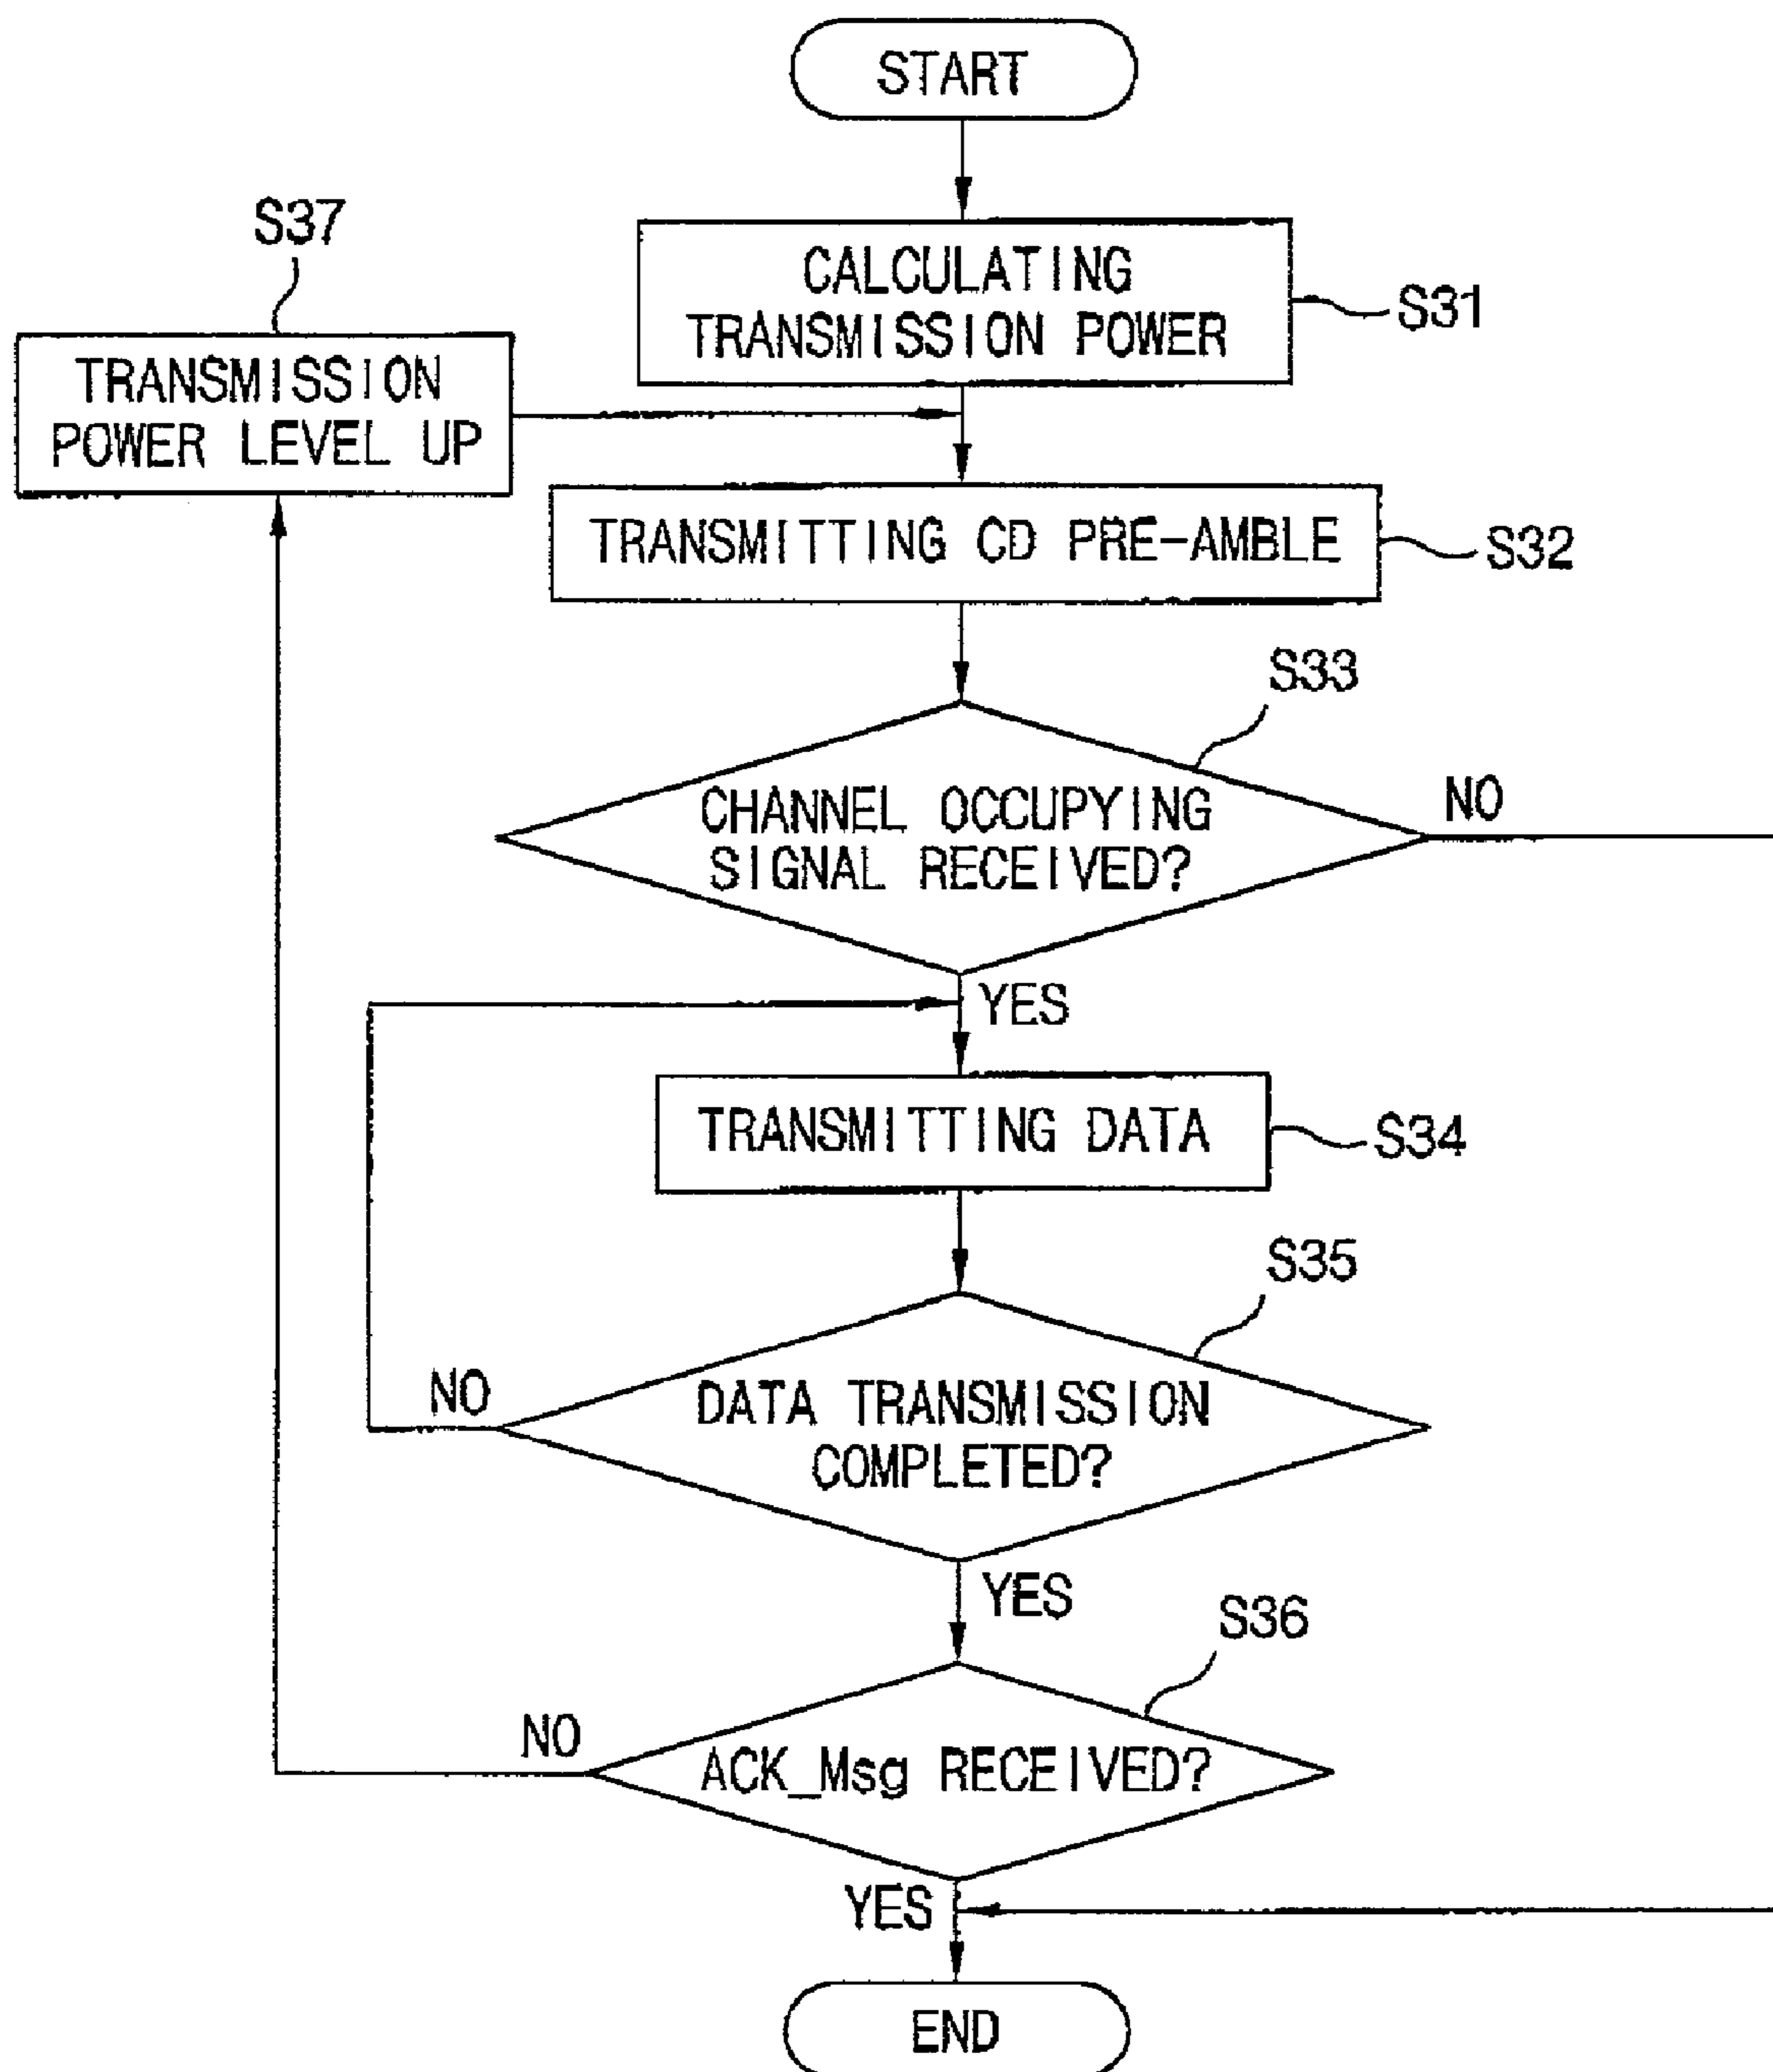 START
S37
CALCULATING
TRANSMISSION POWER
S31
TRANSMISSION
POWER LEVEL UP
TRANSMITTING CD PRE-AMBLE
S32
S33
CHANNEL OCCUPYING
SIGNAL RECEIVED?
NO
YES
TRANSMITTING DATA
S34
S35
NO
DATA TRANSMISSION
COMPLETED?
YES
S36
NO
ACK_Msg RECEIVED?
YES
END